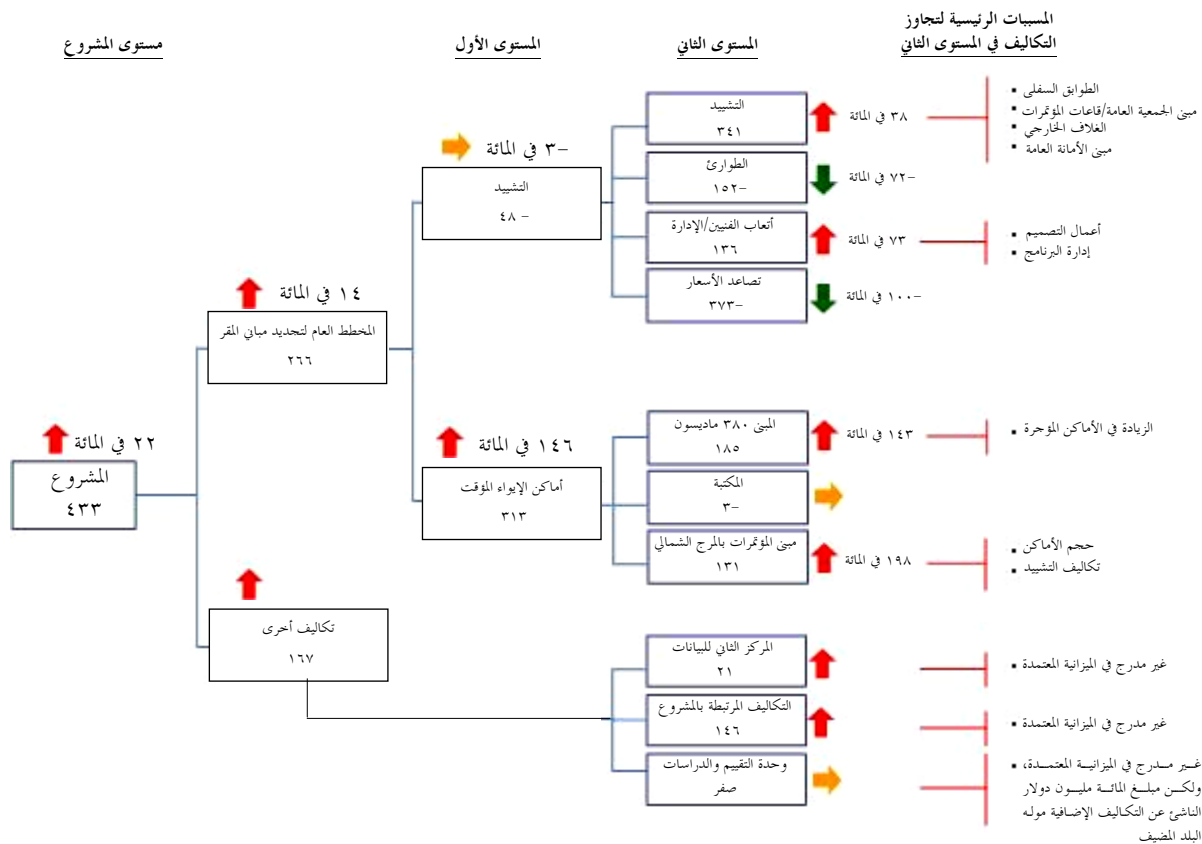 مستوى المشروع
المستوى الأول
المستوى الثاني
المسببات الرئيسية لتجاوز
التكاليف في المستوى الثاني
٢٢ في المائة
المشروع
٤٣٣
١٤ في المائة
المخطط العام لتجديد مباني المقر
٢٦٦
تكاليف أخرى
١٦٧
-٣ في المائة
التشييد
- ٤٨
١٤٦ في المائة
أماكن الإيواء المؤقت
٣١٣
التشييد
٣٤١
٣٨ في المائة
▪ الطوابق السفلى
▪ مبنى الجمعية العامة/قاعات المؤتمرات
▪ الغلاف الخارجي
▪ مبنى الأمانة العامة
الطوارئ
-١٥٢
-٧٢ في المائة
أتعاب الفنيين/الإدارة
١٣٦
٧٣ في المائة
▪ أعمال التصميم
▪ إدارة البرنامج
تصاعد الأسعار
-٣٧٣
-١٠٠ في المائة
المبنى ٣٨٠ ماديسون
١٨٥
١٤٣ في المائة
▪ الزيادة في الأماكن المؤجرة
المكتبة
-٣
مبنى المؤتمرات بالمرج الشمالي
١٣١
١٩٨ في المائة
▪ حجم الأماكن
▪ تكاليف التشييد
المركز الثاني للبيانات
٢١
▪ غير مدرج في الميزانية المعتمدة
التكاليف المرتبطة بالمشروع
١٤٦
▪ غير مدرج في الميزانية المعتمدة
وحدة التقييم والدراسات
صفر
▪ غير مدرج في الميزانية المعتمدة،
ولكن مبلغ المائة مليون دولار
الناشئ عن التكاليف الإضافية موله
البلد المضيف